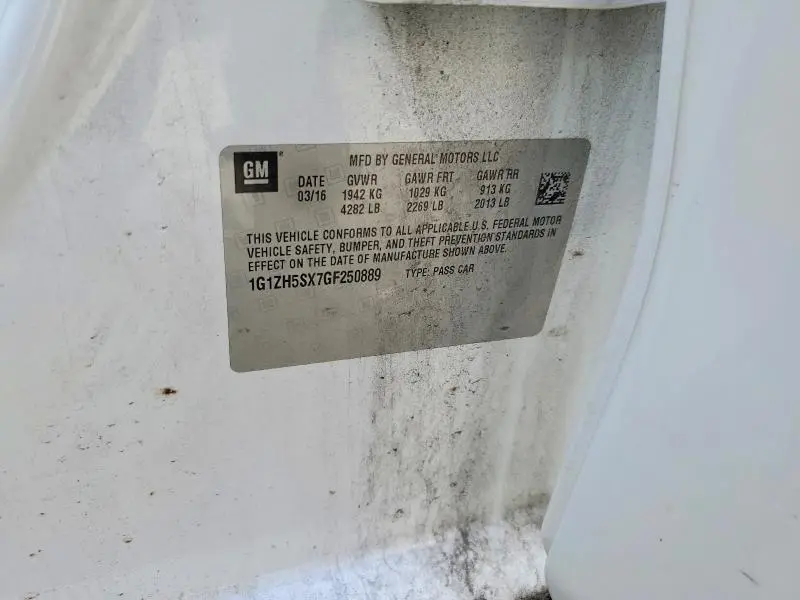 GM
MFD BY GENERAL MOTORS LLC
DATE GVWR GAWR FRT GAWR RR
03/16 1942 KG 1029 KG 913 KG
4282 LB 2269 LB 2013 LB
THIS VEHICLE CONFORMS TO ALL APPLICABLE U.S. FEDERAL MOTOR
VEHICLE SAFETY, BUMPER, AND THEFT PREVENTION STANDARDS IN
EFFECT ON THE DATE OF MANUFACTURE SHOWN ABOVE.
1G1ZH5SX7GF250889 TYPE: PASS CAR